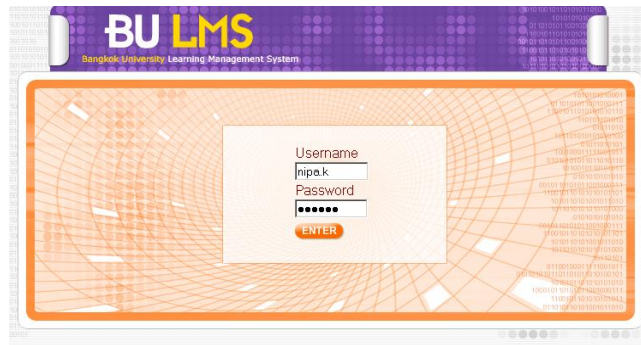 BU LMS
Bangkok University Learning Management System
Username
nipa.k
Password
●●●●●●
ENTER